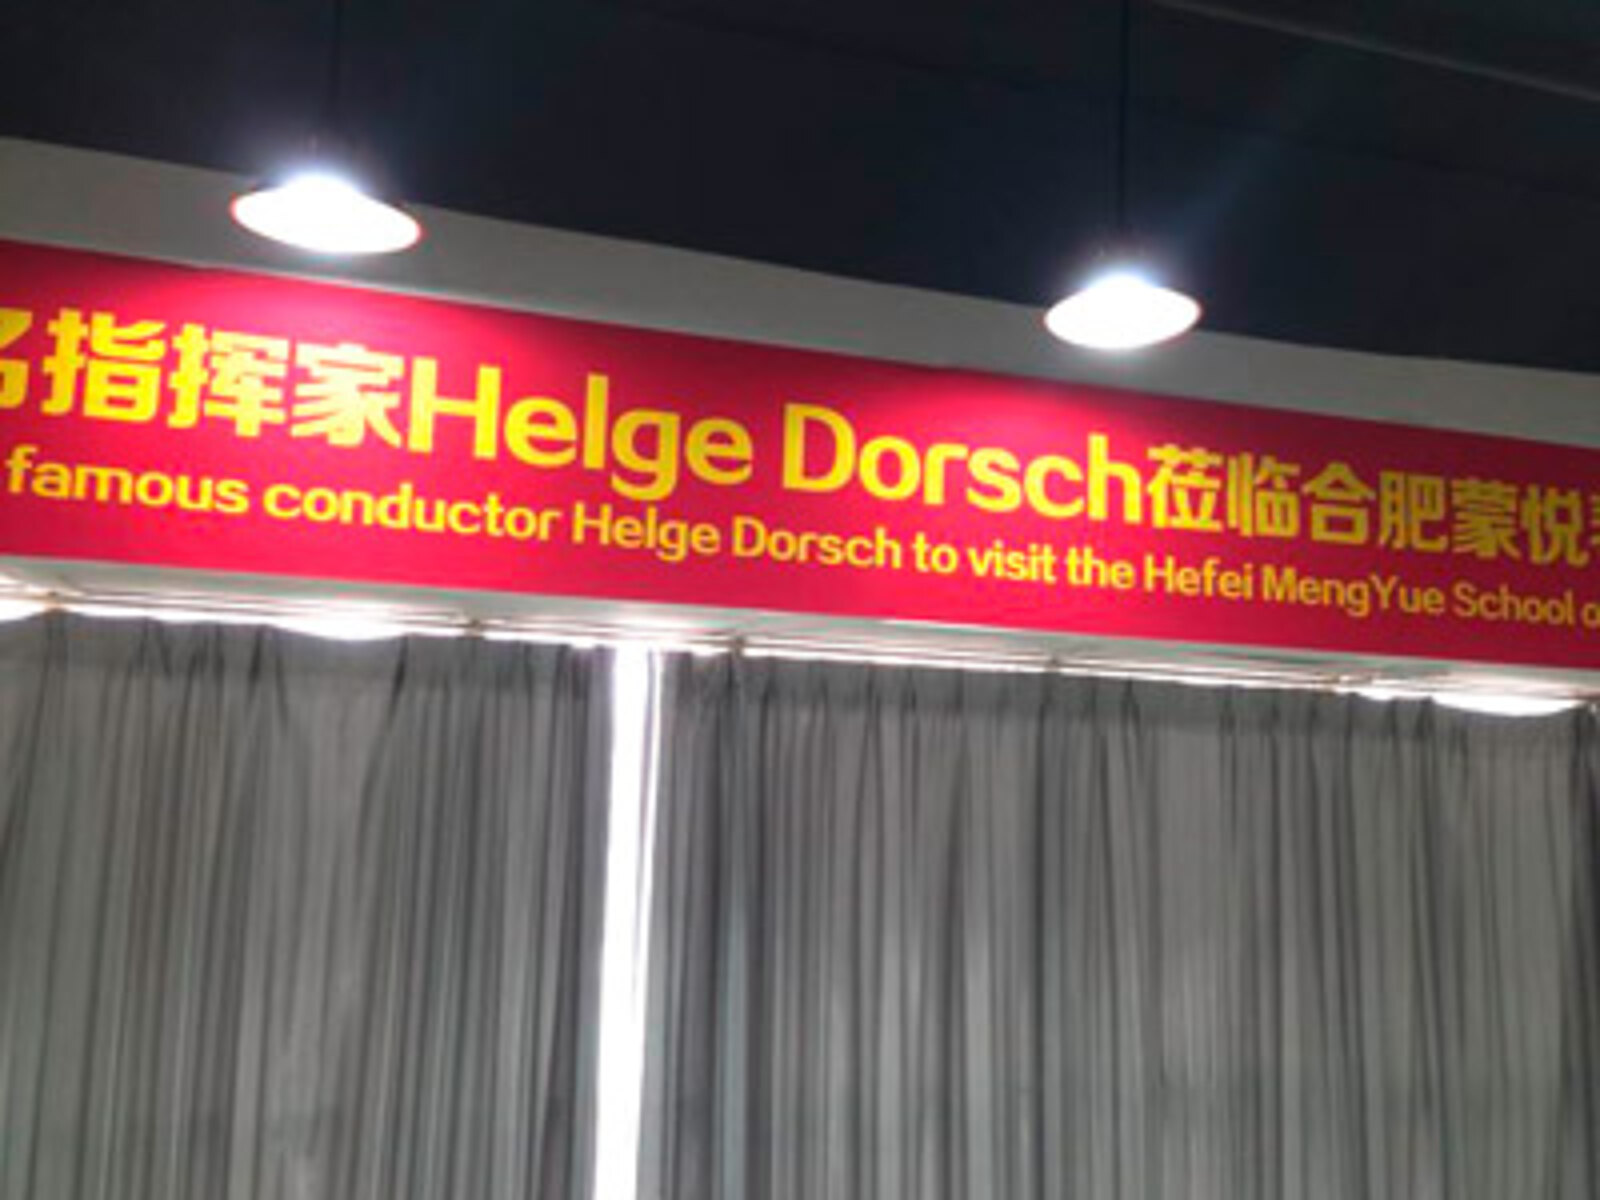 名指挥家Helge Dorsch莅临合肥蒙悦
famous conductor Helge Dorsch to visit the Hefei MengYue School